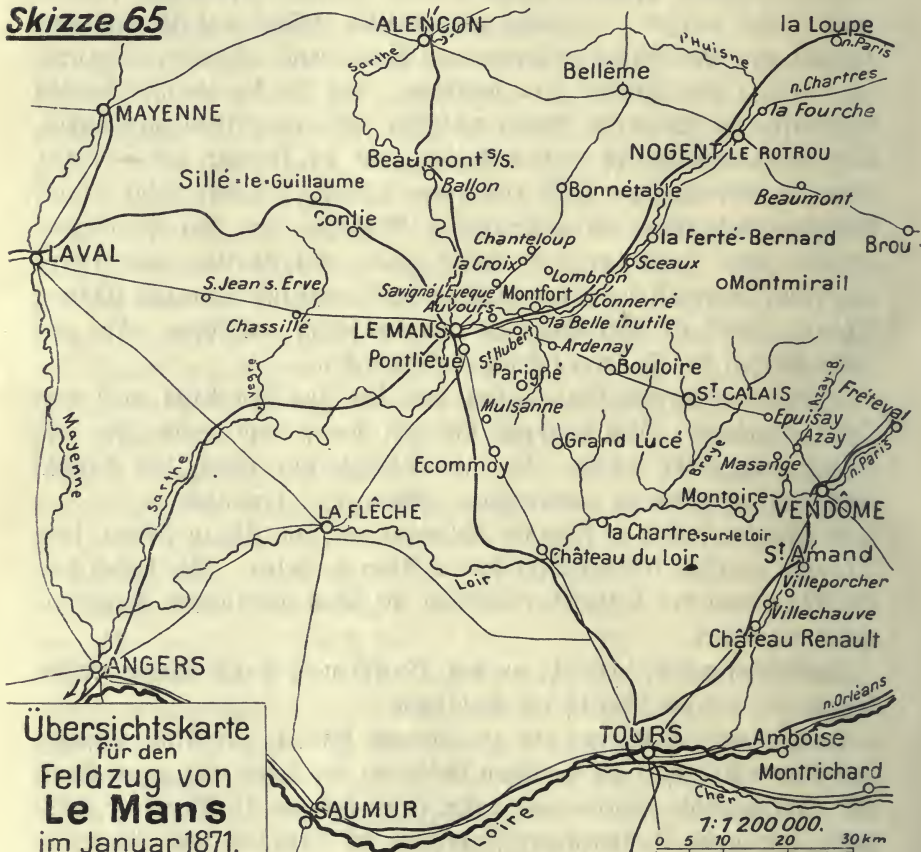 Skizze 65
ALENÇON
la Loupe
n. Paris
Sarthe
l'Huisne
Bellême
n. Chartres
MAYENNE
la Fourche
NOGENT LE ROTROU
Beaumont s/s.
Ballon
Sillé-le-Guillaume
Bonnétable
Beaumont
Conlie
Chanteloup
la Ferté-Bernard
Brou
LAVAL
la Croix
Lombron
Sceaux
S. Jean s. Erve
Savigné L'Eveque
Montfort
Connerré
Montmirail
Auvours
Chassillé
LE MANS
la Belle inutile
Pontlieue
St Hubert
Ardenay
Parigné
Bouloire
St CALAIS
Azay-B.
Fréteval
Mulsanne
Epuisay
Azay
Mayenne
Grand Lucé
Braye
Masange
n. Paris
Sarthe
Ecommoy
Montoire
VENDÔME
LA FLÈCHE
la Chartre sur le Loir
Loir
Château du Loir
St Amand
Villeporcher
Villechauve
Château Renault
ANGERS
n. Orléans
Übersichtskarte
für den
Feldzug von
Le Mans
im Januar 1871.
TOURS
Amboise
Montrichard
Cher
SAUMUR
Loire
1:1 200 000.
0 10 20 30 km